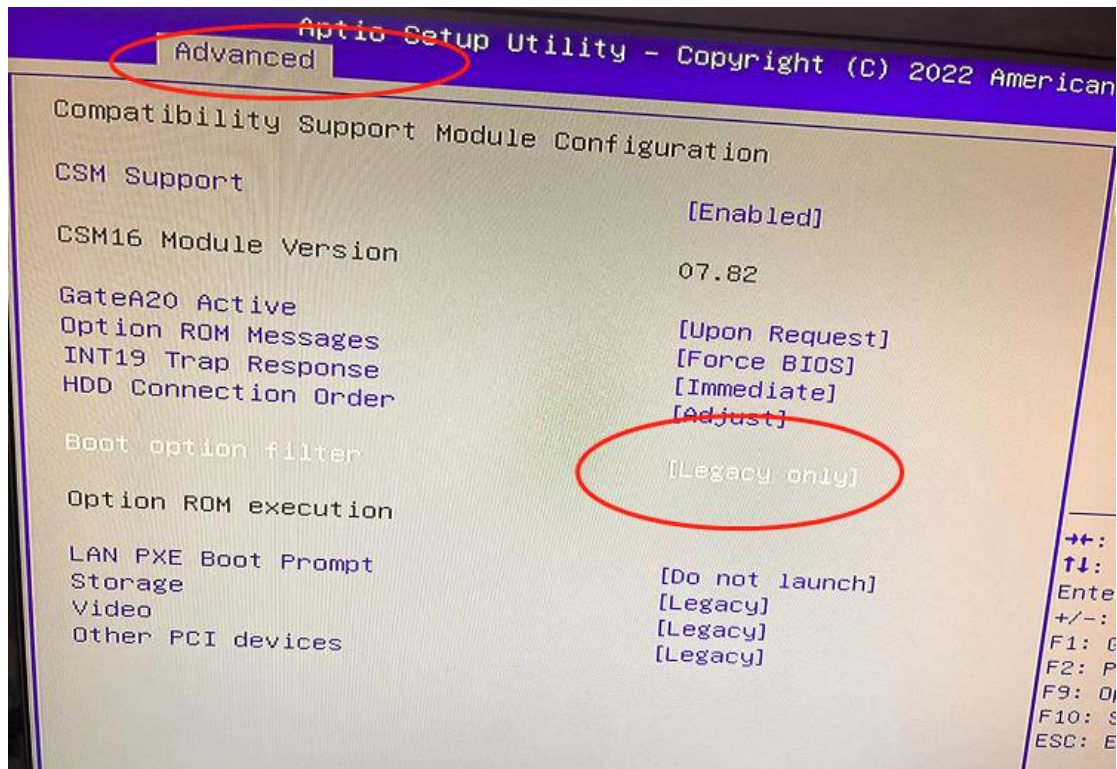 Aptio Setup Utility - Copyright (C) 2022 American
Advanced
Compatibility Support Module Configuration
CSM Support [Enabled]
CSM16 Module Version 07.82
GateA20 Active [Upon Request]
Option ROM Messages [Force BIOS]
INT19 Trap Response [Immediate]
HDD Connection Order [Adjust]
Boot option filter [Legacy only]
Option ROM execution
LAN PXE Boot Prompt [Do not launch]
Storage [Legacy]
Video [Legacy]
Other PCI devices [Legacy]
→←:
↑↓:
Ente
+/-:
F1: G
F2: P
F9: Op
F10: S
ESC: E